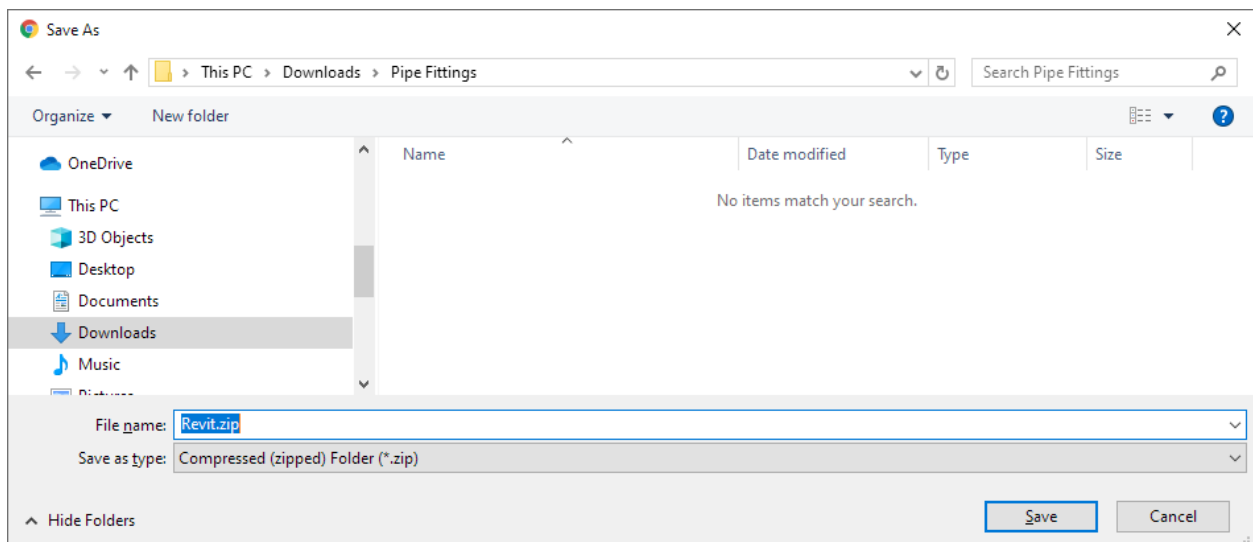 Save As
This PC > Downloads > Pipe Fittings
Search Pipe Fittings
Organize
New folder
Name
Date modified
Type
Size
No items match your search.
OneDrive
This PC
3D Objects
Desktop
Documents
Downloads
Music
File name: Revit.zip
Save as type: Compressed (zipped) Folder (*.zip)
Hide Folders
Save
Cancel